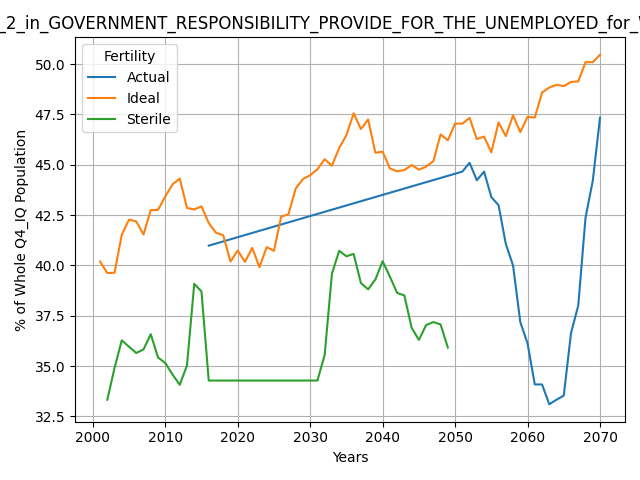 _2_in_GOVERNMENT_RESPONSIBILITY_PROVIDE_FOR_THE_UNEMPLOYED_for_
Fertility
Actual
Ideal
Sterile
% of Whole Q4_IQ Population
50.0
47.5
45.0
42.5
40.0
37.5
35.0
32.5
2000
2010
2020
2030
2040
2050
2060
2070
Years